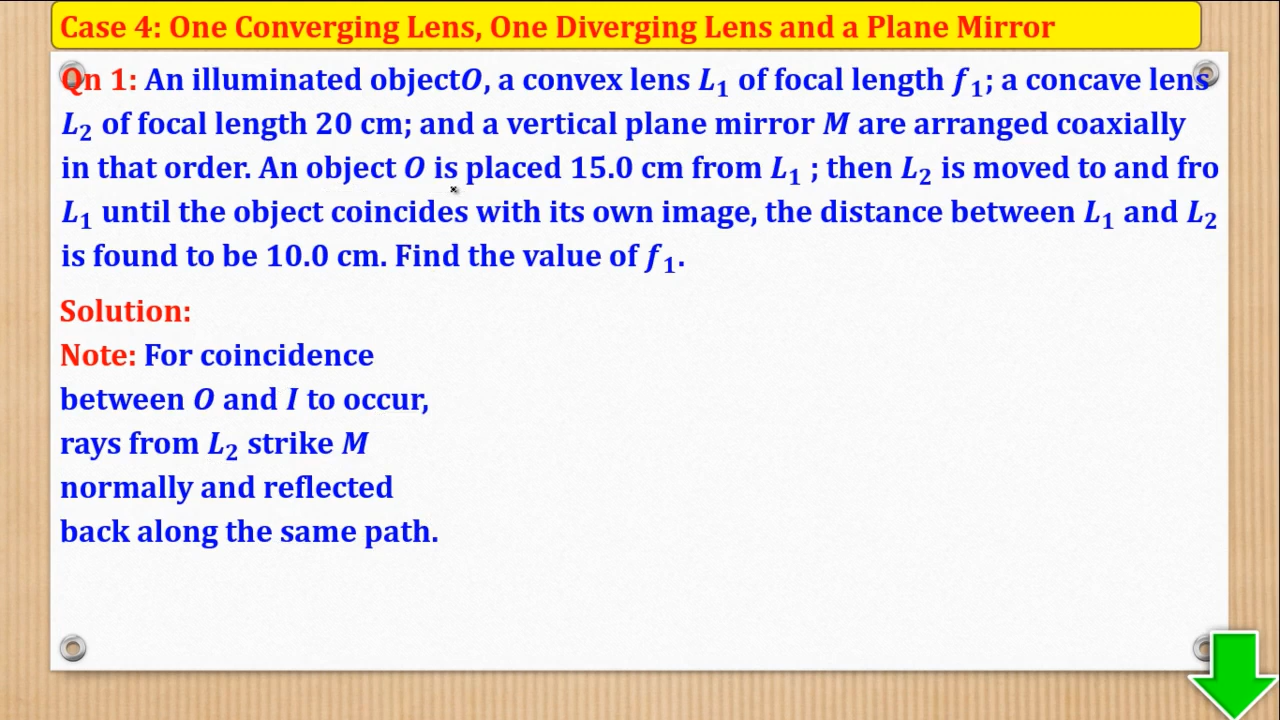 Case 4: One Converging Lens, One Diverging Lens and a Plane Mirror
Qn 1: An illuminated objectO, a convex lens L₁ of focal length f₁; a concave lens
L₂ of focal length 20 cm; and a vertical plane mirror M are arranged coaxially
in that order. An object O is placed 15.0 cm from L₁ ; then L₂ is moved to and fro
L₁ until the object coincides with its own image, the distance between L₁ and L₂
is found to be 10.0 cm. Find the value of f₁.
Solution:
Note: For coincidence
between O and I to occur,
rays from L₂ strike M
normally and reflected
back along the same path.